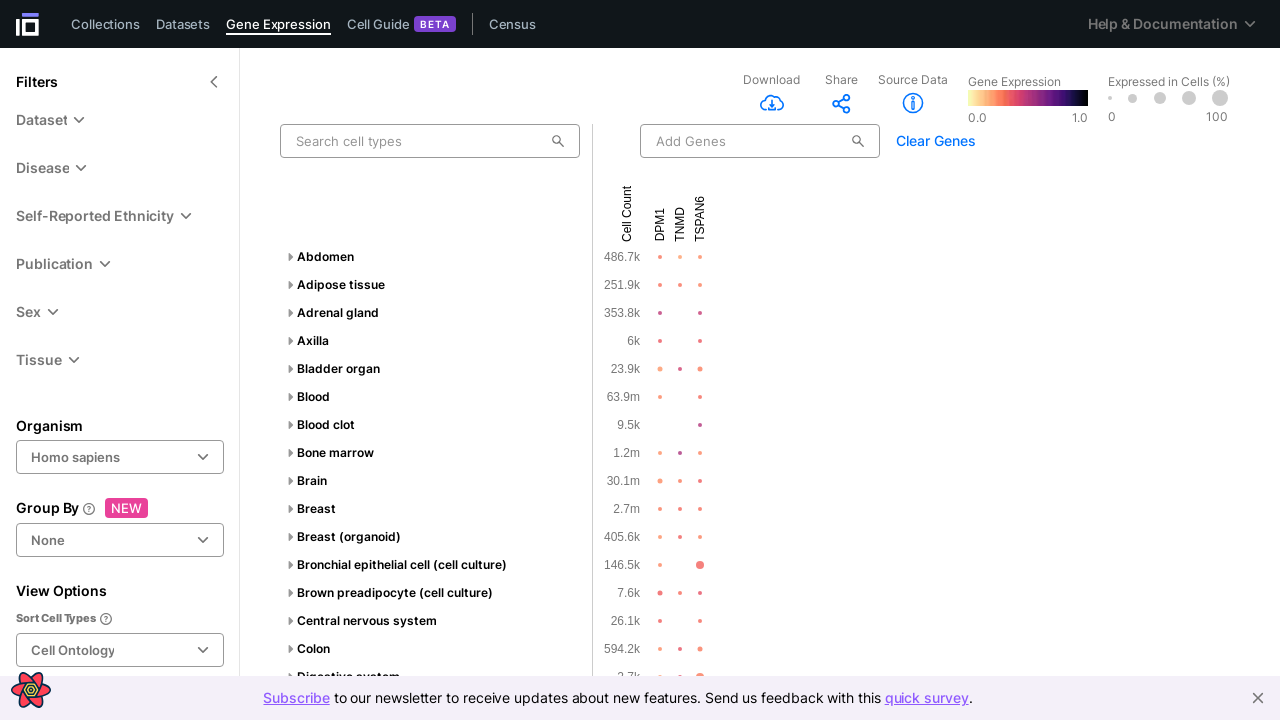 Collections Datasets Gene Expression Cell Guide BETA Census Help & Documentation
Filters
Dataset
Disease
Self-Reported Ethnicity
Publication
Sex
Tissue
Organism
Homo sapiens
Group By NEW
None
View Options
Sort Cell Types
Cell Ontology
Download Share Source Data
Gene Expression
0.0 1.0
Expressed in Cells (%)
0 100
Search cell types
Add Genes
Clear Genes
Cell Count DPM1 TNMD TSPAN6
Abdomen 486.7k
Adipose tissue 251.9k
Adrenal gland 353.8k
Axilla 6k
Bladder organ 23.9k
Blood 63.9m
Blood clot 9.5k
Bone marrow 1.2m
Brain 30.1m
Breast 2.7m
Breast (organoid) 405.6k
Bronchial epithelial cell (cell culture) 146.5k
Brown preadipocyte (cell culture) 7.6k
Central nervous system 26.1k
Colon 594.2k
Digestive system 2.7k
Subscribe to our newsletter to receive updates about new features. Send us feedback with this quick survey.